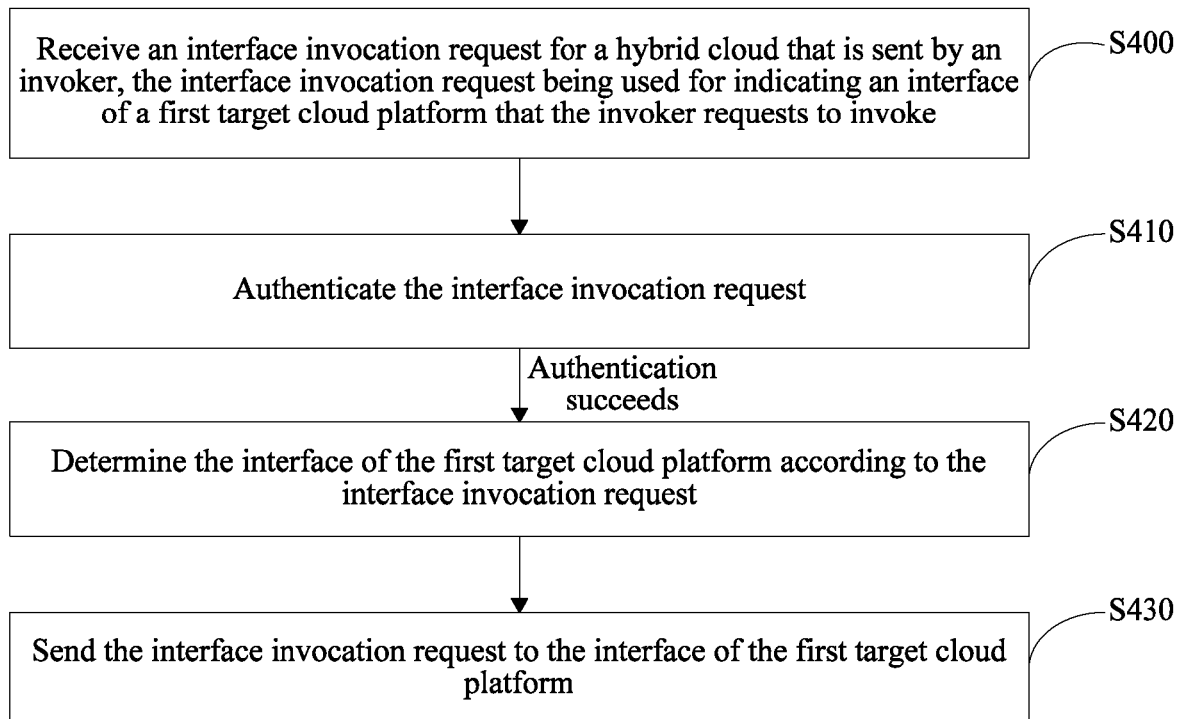 Receive an interface invocation request for a hybrid cloud that is sent by an
invoker, the interface invocation request being used for indicating an interface
of a first target cloud platform that the invoker requests to invoke
S400
Authenticate the interface invocation request
S410
Authentication
succeeds
Determine the interface of the first target cloud platform according to the
interface invocation request
S420
Send the interface invocation request to the interface of the first target cloud
platform
S430